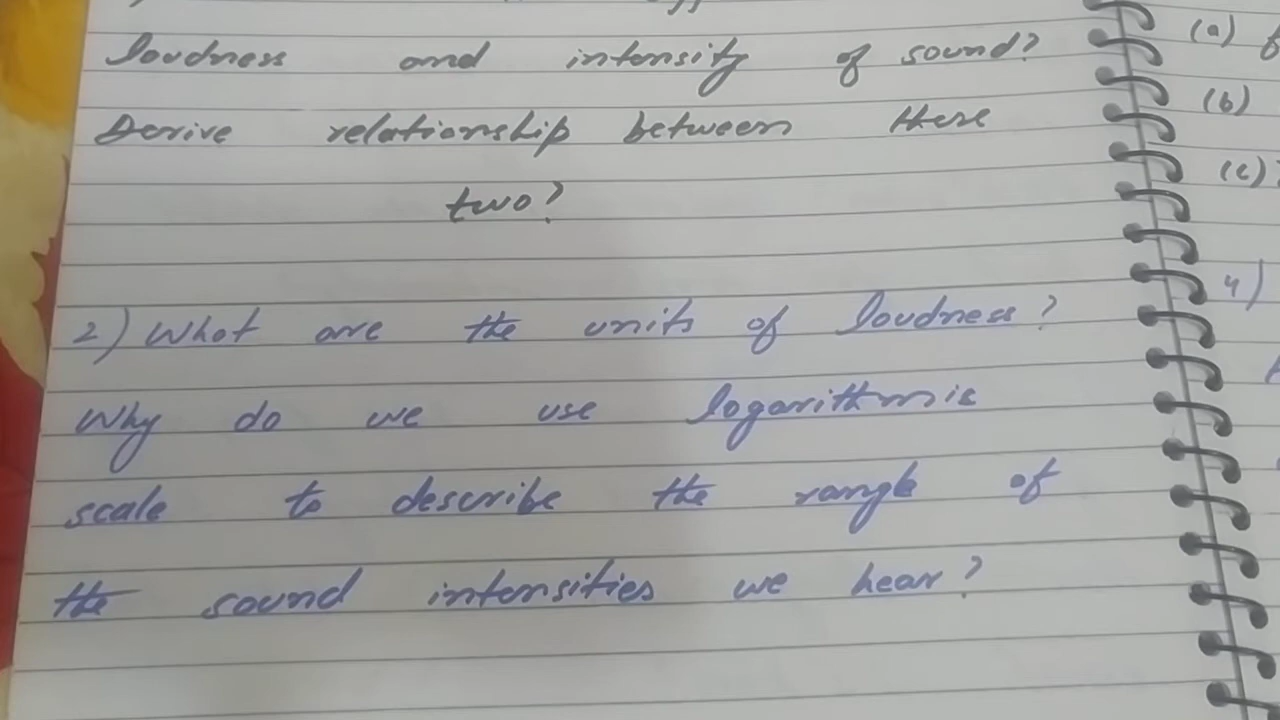 loudness and intensity of sound?
Derive relationship between these
two?
2) What are the units of loudness?
Why do we use logarithmic
scale to describe the range of
the sound intensities we hear?
(a)
(b)
(c)
4)